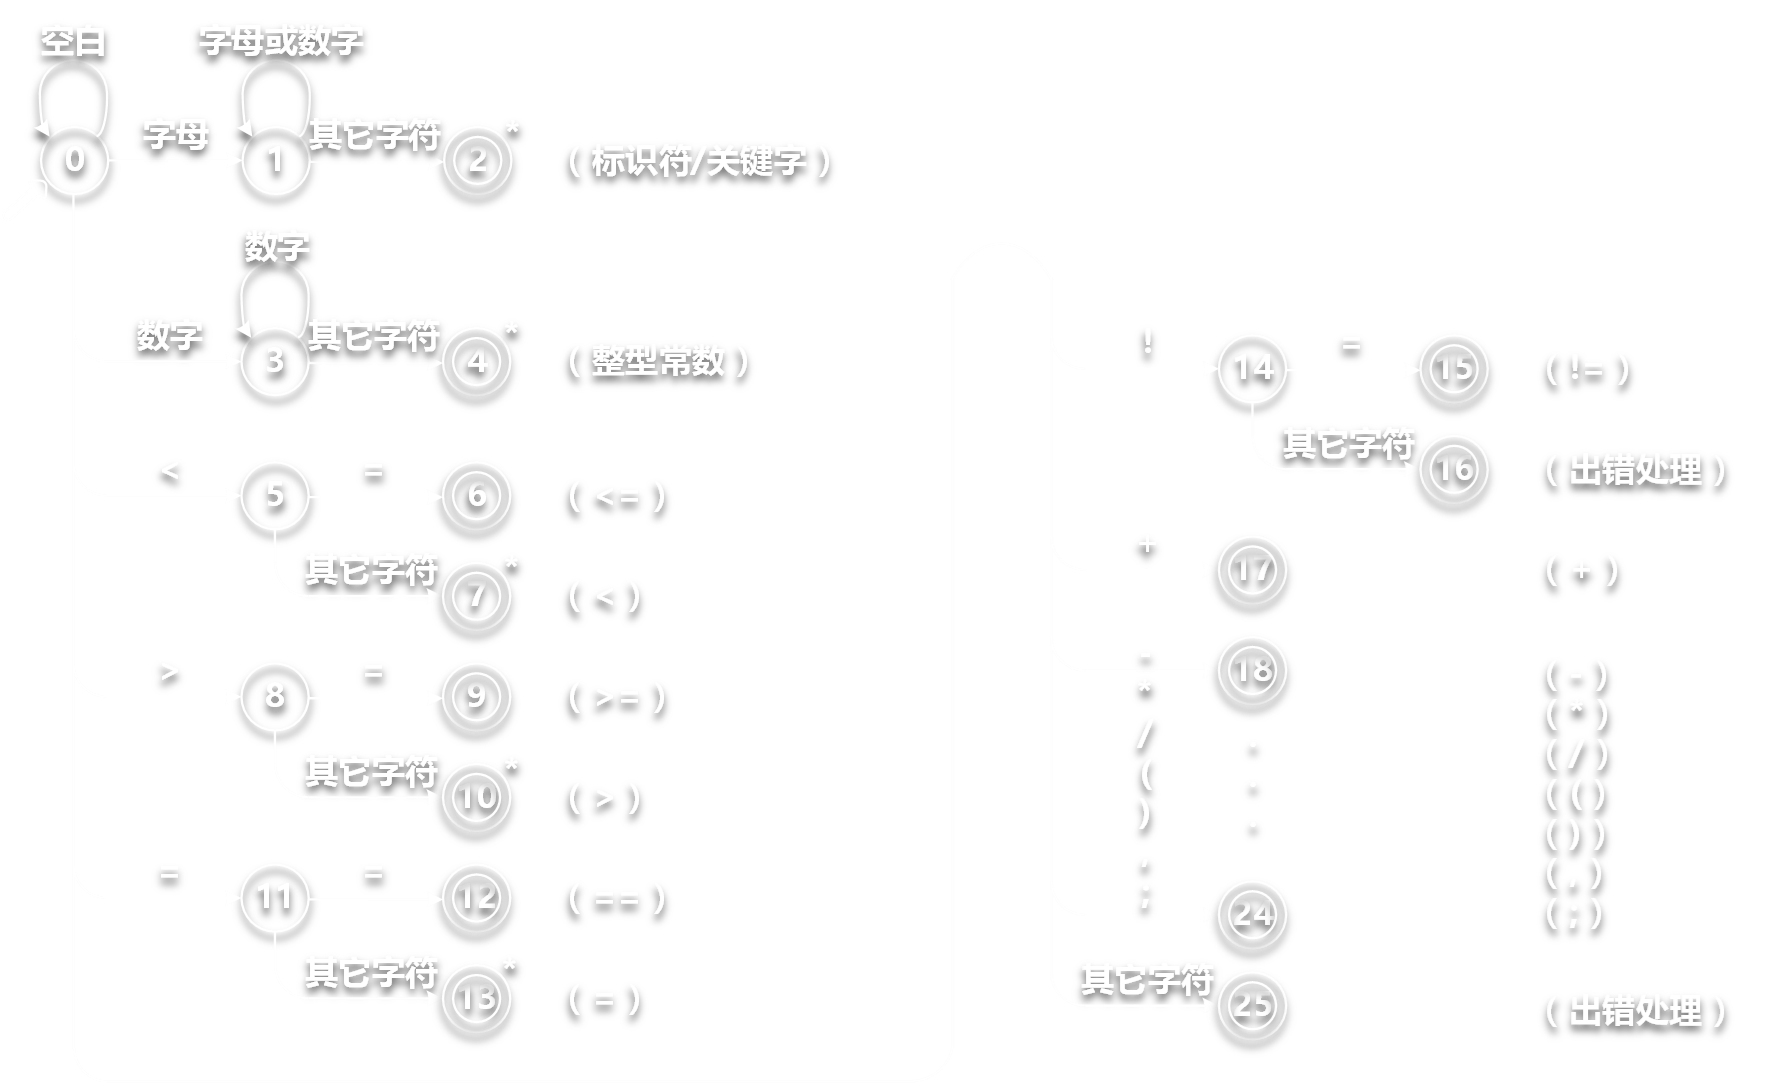 空白
字母或数字
字母
其它字符
*
0
1
2
( 标识符/关键字 )
数字
数字
其它字符
*
3
4
( 整型常数 )
<
=
5
6
( <= )
其它字符
*
7
( < )
>
=
8
9
( >= )
其它字符
*
10
( > )
=
=
11
12
( == )
其它字符
*
13
( = )
!
=
14
15
( != )
其它字符
16
( 出错处理 )
+
17
( + )
-
18
( - )
*
( * )
/
.
( / )
(
.
( ( )
)
.
( ) )
;
24
( ; )
其它字符
25
( 出错处理 )